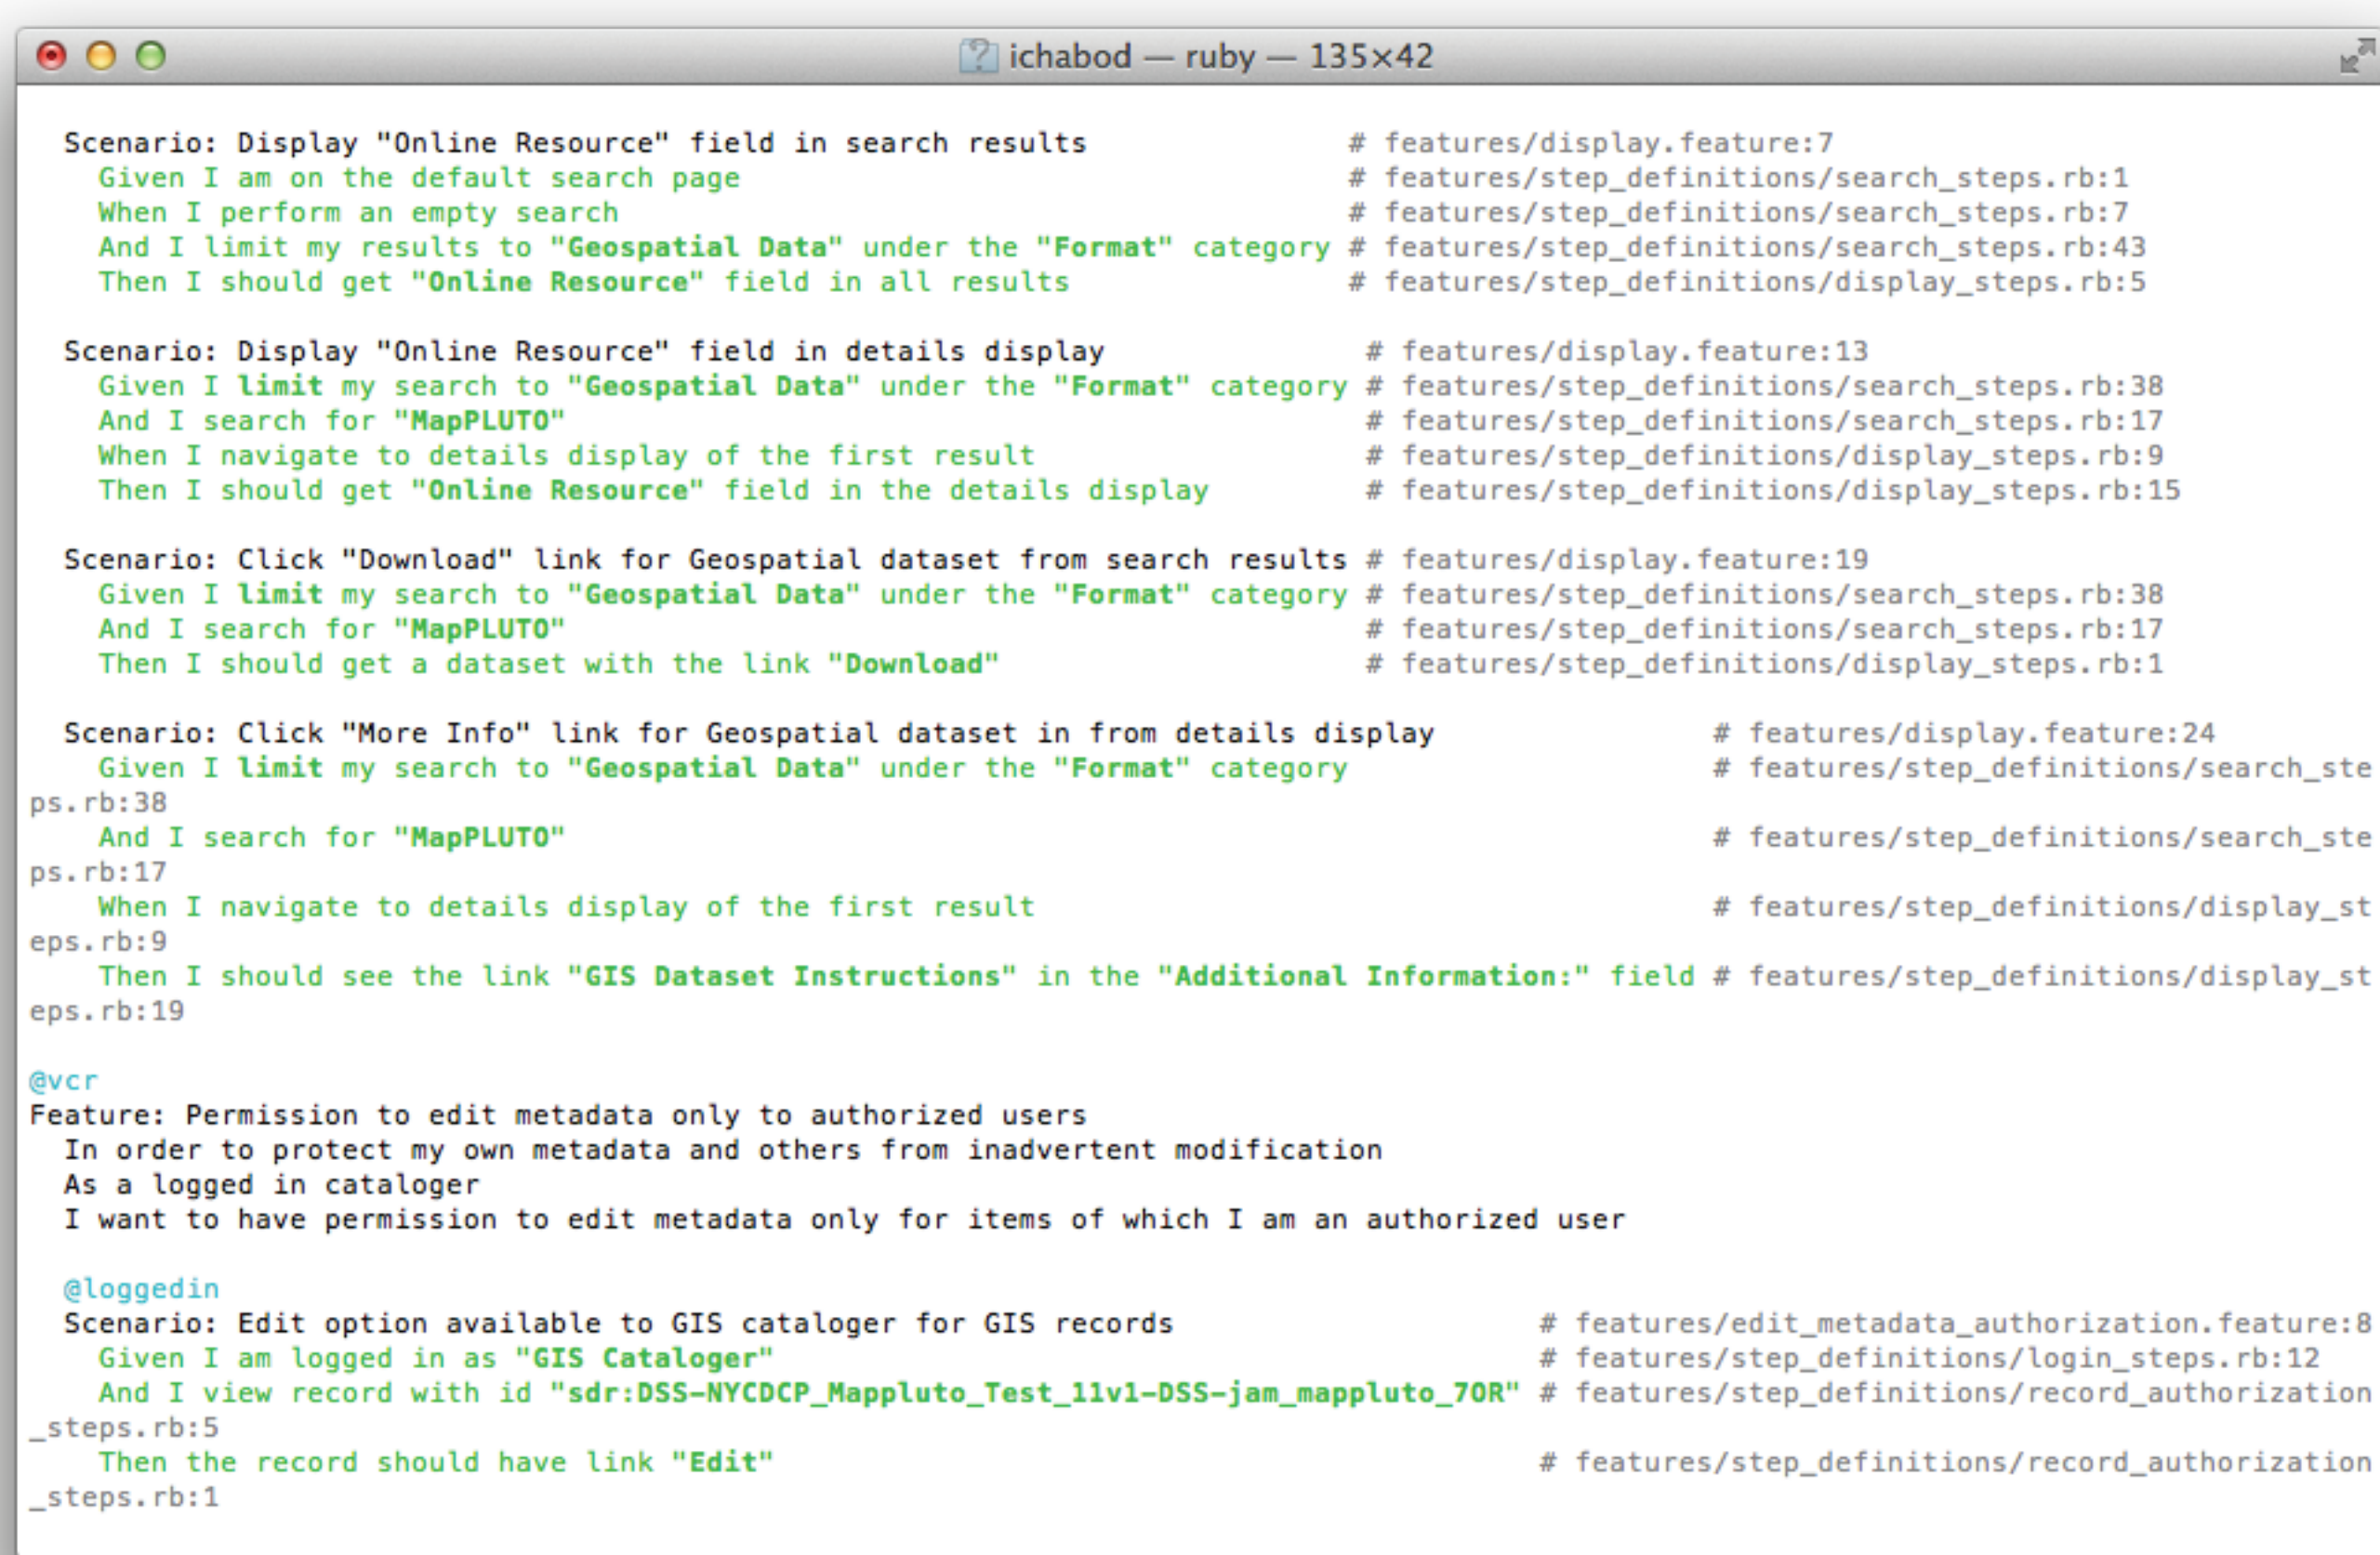 ichabod — ruby — 135×42
Scenario: Display "Online Resource" field in search results # features/display.feature:7
Given I am on the default search page # features/step_definitions/search_steps.rb:1
When I perform an empty search # features/step_definitions/search_steps.rb:7
And I limit my results to "Geospatial Data" under the "Format" category # features/step_definitions/search_steps.rb:43
Then I should get "Online Resource" field in all results # features/step_definitions/display_steps.rb:5
Scenario: Display "Online Resource" field in details display # features/display.feature:13
Given I limit my search to "Geospatial Data" under the "Format" category # features/step_definitions/search_steps.rb:38
And I search for "MapPLUTO" # features/step_definitions/search_steps.rb:17
When I navigate to details display of the first result # features/step_definitions/display_steps.rb:9
Then I should get "Online Resource" field in the details display # features/step_definitions/display_steps.rb:15
Scenario: Click "Download" link for Geospatial dataset from search results # features/display.feature:19
Given I limit my search to "Geospatial Data" under the "Format" category # features/step_definitions/search_steps.rb:38
And I search for "MapPLUTO" # features/step_definitions/search_steps.rb:17
Then I should get a dataset with the link "Download" # features/step_definitions/display_steps.rb:1
Scenario: Click "More Info" link for Geospatial dataset in from details display # features/display.feature:24
Given I limit my search to "Geospatial Data" under the "Format" category # features/step_definitions/search_ste
ps.rb:38
And I search for "MapPLUTO" # features/step_definitions/search_ste
ps.rb:17
When I navigate to details display of the first result # features/step_definitions/display_st
eps.rb:9
Then I should see the link "GIS Dataset Instructions" in the "Additional Information:" field # features/step_definitions/display_st
eps.rb:19
@vcr
Feature: Permission to edit metadata only to authorized users
In order to protect my own metadata and others from inadvertent modification
As a logged in cataloger
I want to have permission to edit metadata only for items of which I am an authorized user
@loggedin
Scenario: Edit option available to GIS cataloger for GIS records # features/edit_metadata_authorization.feature:8
Given I am logged in as "GIS Cataloger" # features/step_definitions/login_steps.rb:12
And I view record with id "sdr:DSS-NYCDCP_Mappluto_Test_11v1-DSS-jam_mappluto_7OR" # features/step_definitions/record_authorization
_steps.rb:5
Then the record should have link "Edit" # features/step_definitions/record_authorization
_steps.rb:1